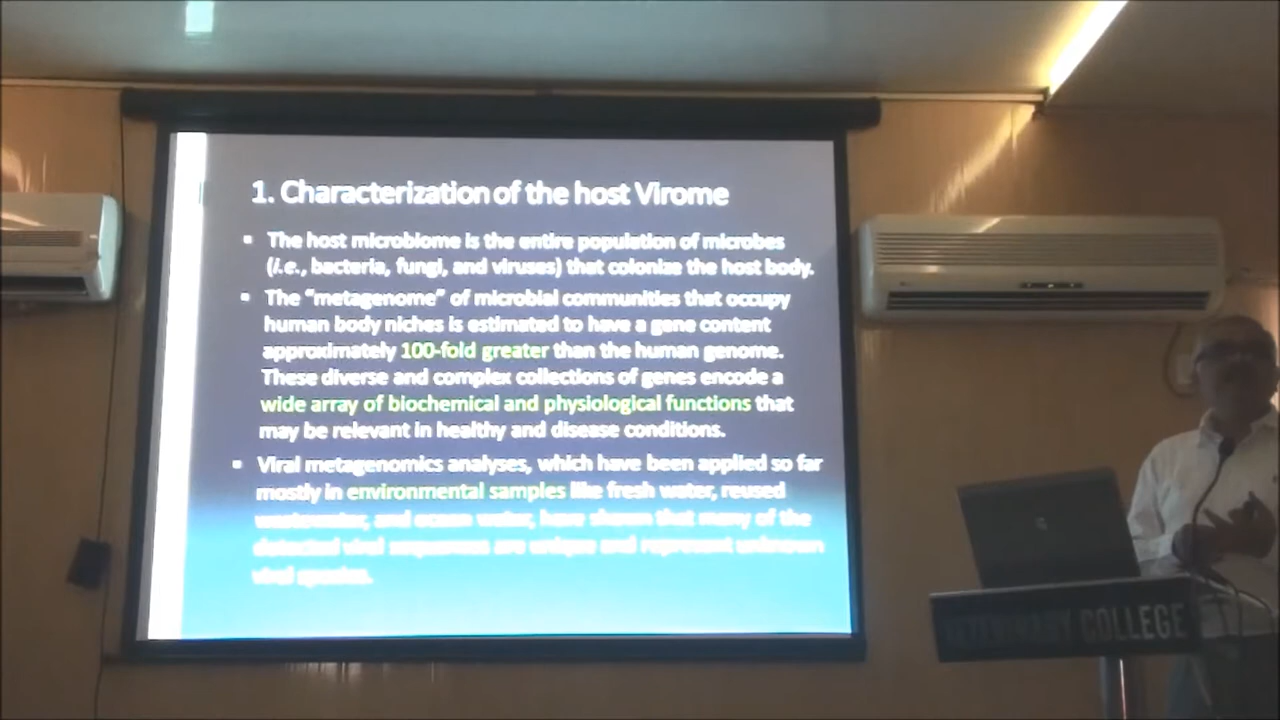 1. Characterization of the host Virome
▪ The host microbiome is the entire population of microbes
(i.e., bacteria, fungi, and viruses) that colonize the host body.
▪ The “metagenome” of microbial communities that occupy
human body niches is estimated to have a gene content
approximately 100-fold greater than the human genome.
These diverse and complex collections of genes encode a
wide array of biochemical and physiological functions that
may be relevant in healthy and disease conditions.
▪ Viral metagenomics analyses, which have been applied so far
mostly in environmental samples like fresh water, reused
wastewater, and ocean water, have shown that many of the
detected viral sequences are unique and represent unknown
viral species.
VETERINARY COLLEGE